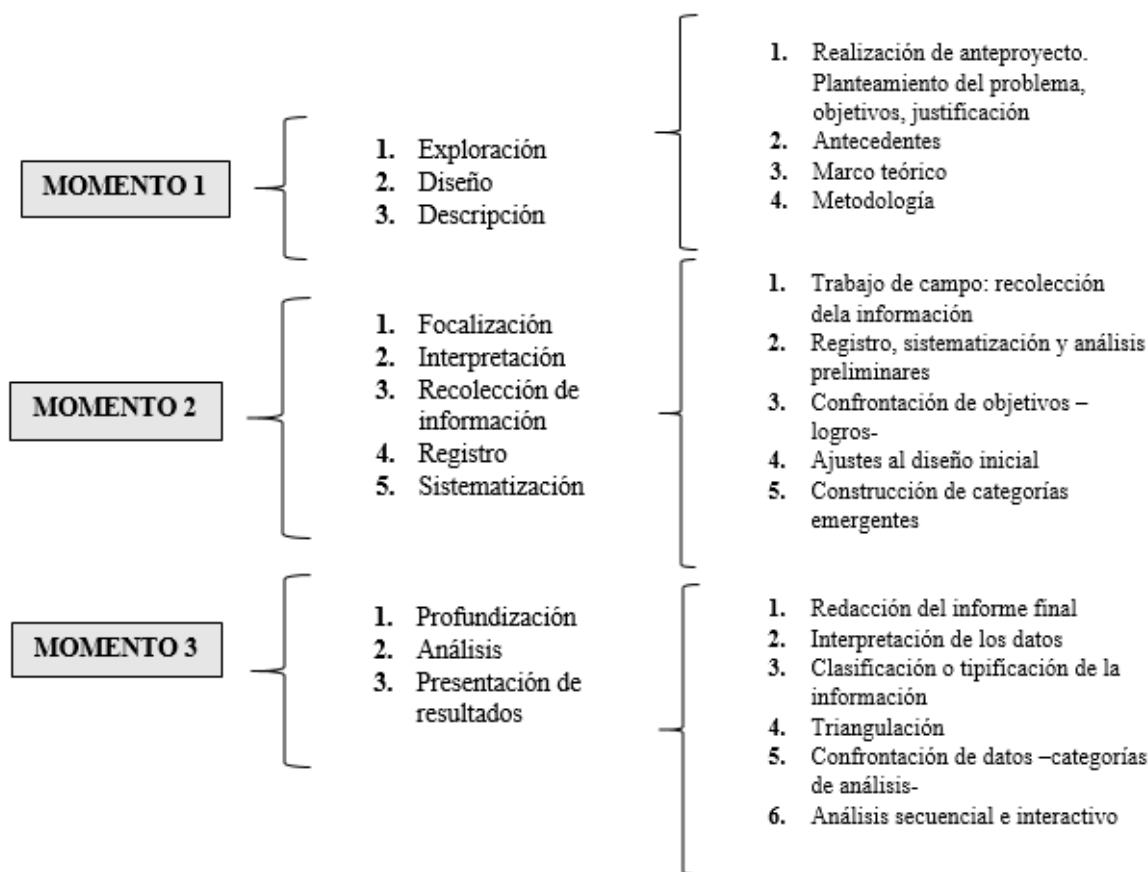 MOMENTO 1
1. Exploración
2. Diseño
3. Descripción
1. Realización de anteproyecto.
Planteamiento del problema,
objetivos, justificación
2. Antecedentes
3. Marco teórico
4. Metodología
MOMENTO 2
1. Focalización
2. Interpretación
3. Recolección de
información
4. Registro
5. Sistematización
1. Trabajo de campo: recolección
dela información
2. Registro, sistematización y análisis
preliminares
3. Confrontación de objetivos –
logros-
4. Ajustes al diseño inicial
5. Construcción de categorías
emergentes
MOMENTO 3
1. Profundización
2. Análisis
3. Presentación de
resultados
1. Redacción del informe final
2. Interpretación de los datos
3. Clasificación o tipificación de la
información
4. Triangulación
5. Confrontación de datos –categorías
de análisis-
6. Análisis secuencial e interactivo